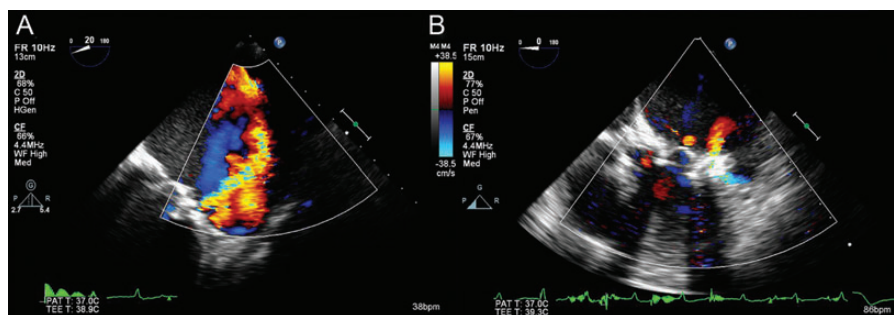 A
FR 10Hz
13cm
0 20 180
P
2D
68%
C 50
P Off
HGen
CF
66%
4.4MHz
WF High
Med
G
P R
2.7 5.4
PAT T: 37.0C
TEE T: 38.9C
38bpm
B
M4 M4
+38.5
-38.5
cm/s
FR 10Hz
15cm
0 0 180
P
2D
77%
C 50
P Off
Pen
CF
67%
4.4MHz
WF High
Med
G
P R
PAT T: 37.0C
TEE T: 39.3C
86bpm